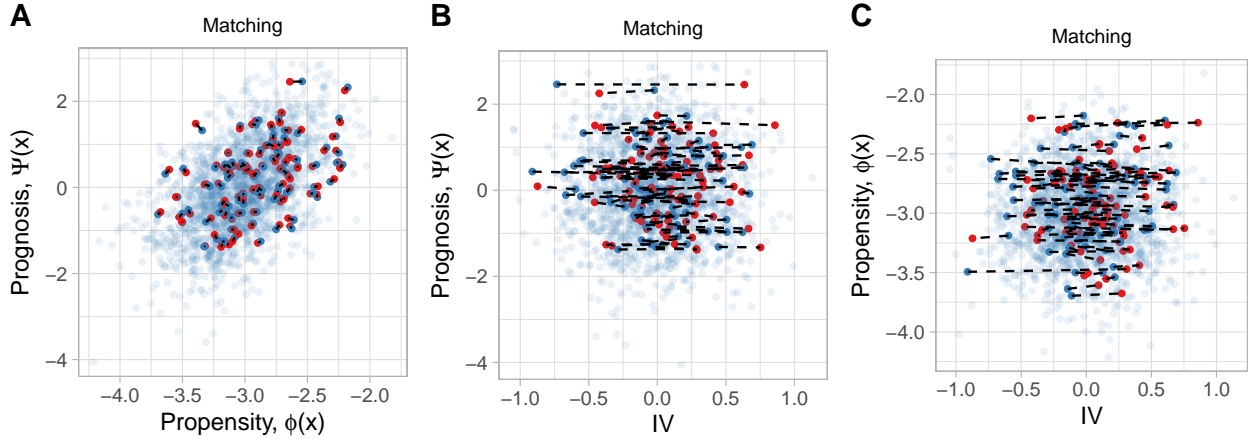 A
Matching
Prognosis, Ψ(x)
2
0
−2
−4
−4.0 −3.5 −3.0 −2.5 −2.0
Propensity, ϕ(x)
B
Matching
Prognosis, Ψ(x)
2
0
−2
−4
−1.0 −0.5 0.0 0.5 1.0
IV
C
Matching
Propensity, ϕ(x)
−2.0
−2.5
−3.0
−3.5
−4.0
−1.0 −0.5 0.0 0.5 1.0
IV